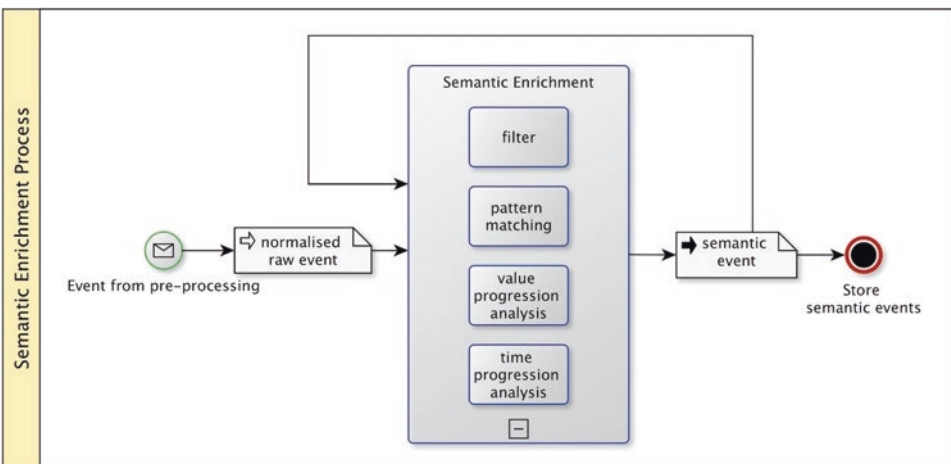 Semantic Enrichment Process
Semantic Enrichment
filter
pattern
matching
value
progression
analysis
time
progression
analysis
normalised
raw event
Event from pre-processing
semantic
event
Store
semantic events